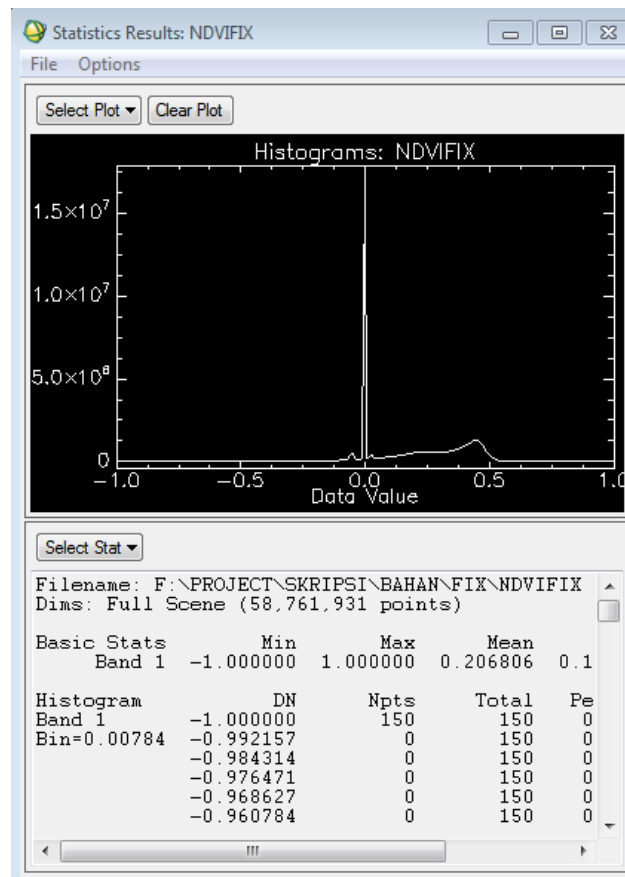 Statistics Results: NDVIFIX
File Options
Select Plot Clear Plot
Histograms: NDVIFIX
1.5×10⁷
1.0×10⁷
5.0×10⁶
0
-1.0 -0.5 0.0 0.5 1.0
Data Value
Select Stat
Filename: F:\PROJECT\SKRIPSI\BAHAN\FIX\NDVIFIX
Dims: Full Scene (58,761,931 points)
Basic Stats Min Max Mean
Band 1 -1.000000 1.000000 0.206806 0.1
Histogram DN Npts Total Pe
Band 1 -1.000000 150 150 0
Bin=0.00784 -0.992157 0 150 0
-0.984314 0 150 0
-0.976471 0 150 0
-0.968627 0 150 0
-0.960784 0 150 0